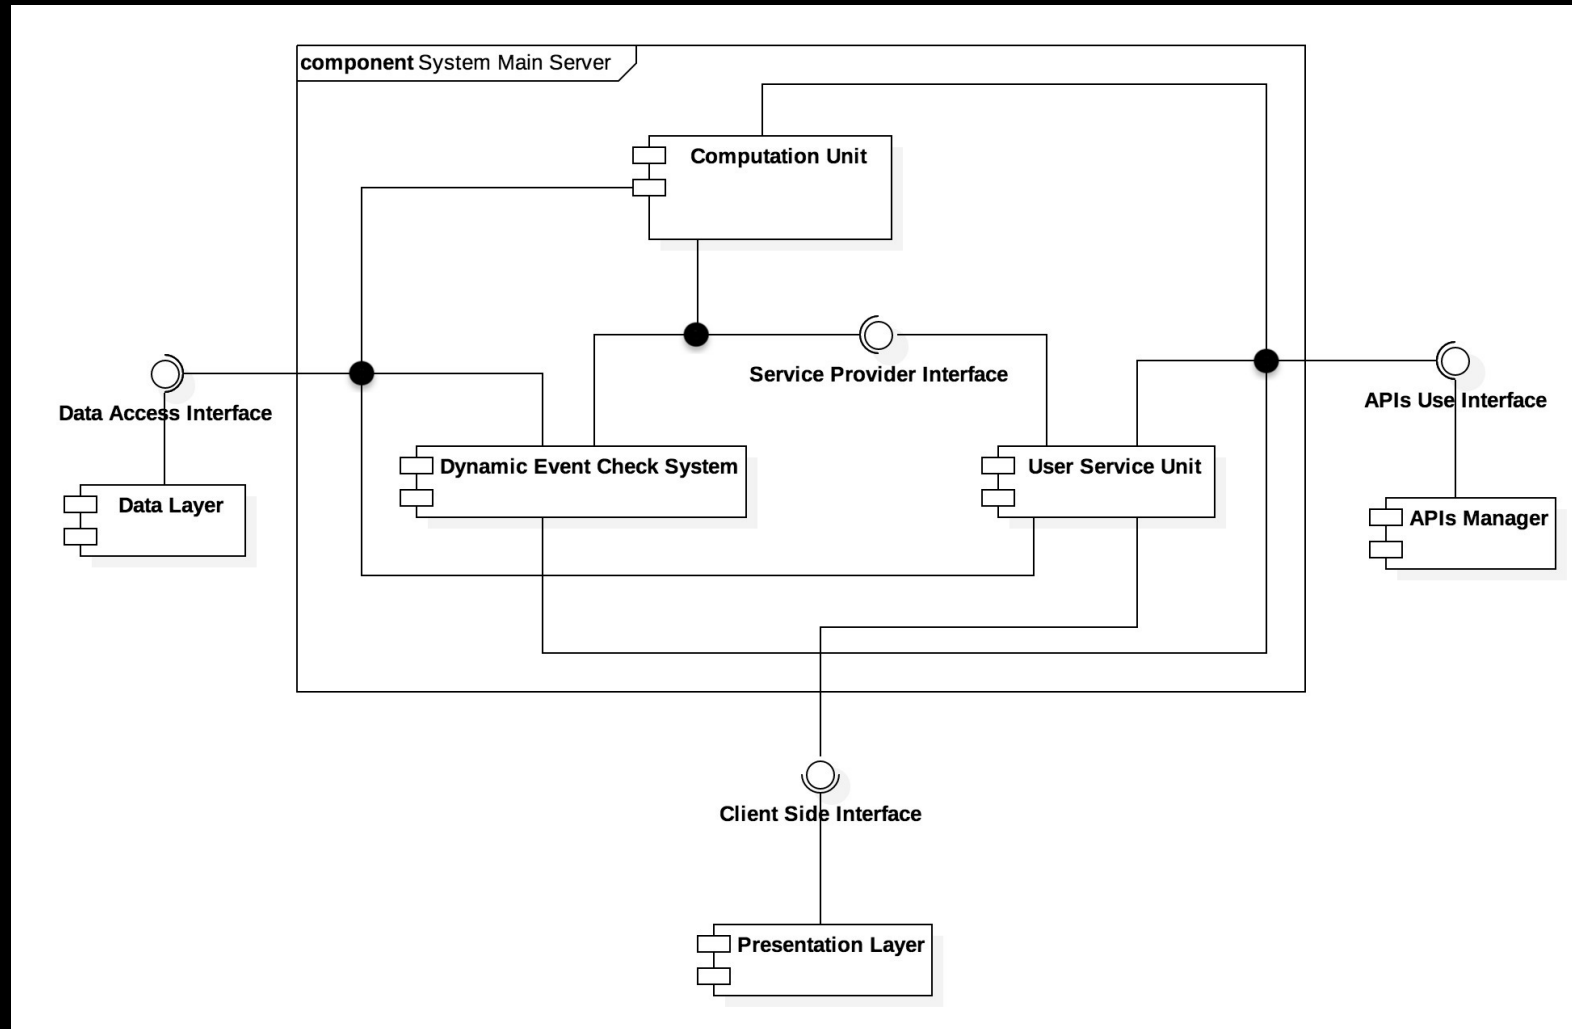 component System Main Server
Computation Unit
Service Provider Interface
Data Access Interface
APIs Use Interface
Dynamic Event Check System
User Service Unit
Data Layer
APIs Manager
Client Side Interface
Presentation Layer